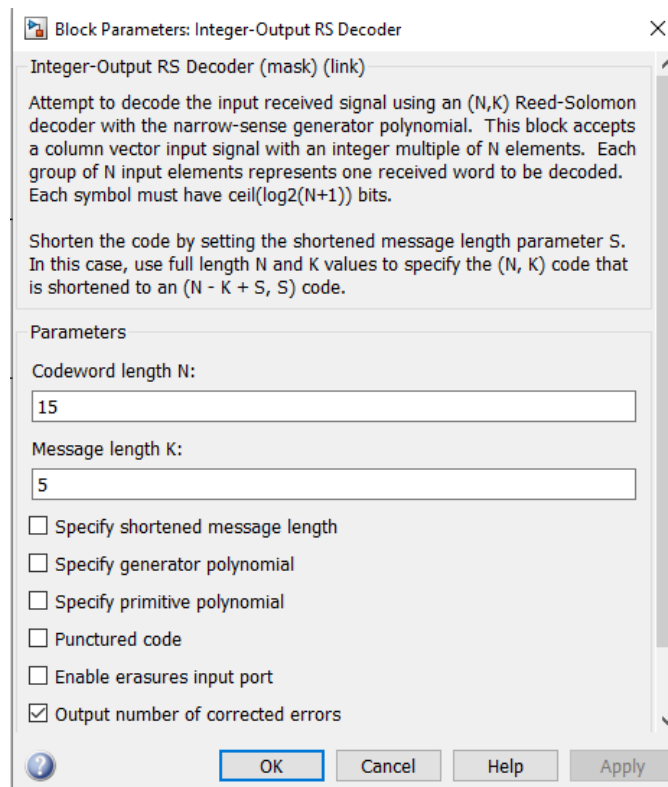 Block Parameters: Integer-Output RS Decoder
Integer-Output RS Decoder (mask) (link)
Attempt to decode the input received signal using an (N,K) Reed-Solomon
decoder with the narrow-sense generator polynomial.  This block accepts
a column vector input signal with an integer multiple of N elements.  Each
group of N input elements represents one received word to be decoded.
Each symbol must have ceil(log2(N+1)) bits.
Shorten the code by setting the shortened message length parameter S.
In this case, use full length N and K values to specify the (N, K) code that
is shortened to an (N - K + S, S) code.
Parameters
Codeword length N:
15
Message length K:
5
Specify shortened message length
Specify generator polynomial
Specify primitive polynomial
Punctured code
Enable erasures input port
Output number of corrected errors
OK Cancel Help Apply